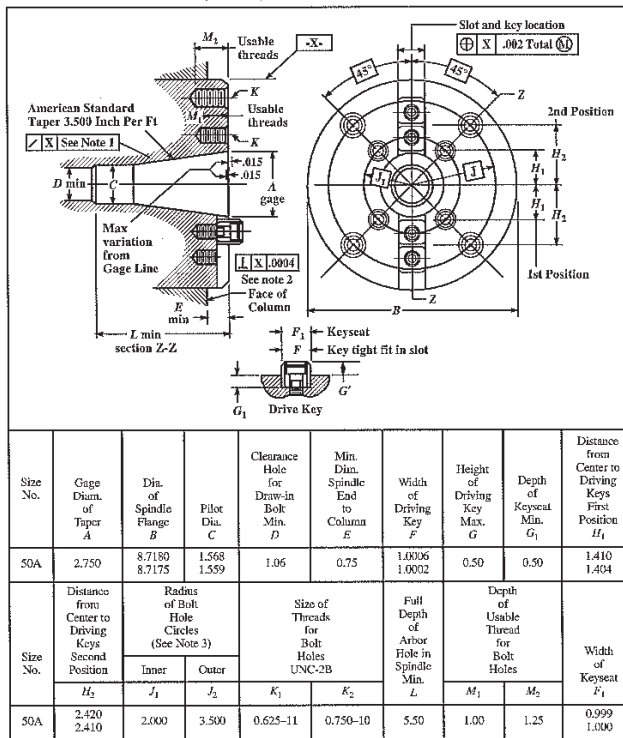 M2
Usable
threads
-X-
K
M1
Usable
threads
K
American Standard
Taper 3.500 Inch Per Ft
X See Note 1
.015
.015
D min
C
A
gage
Max
variation
from
Gage Line
⊥ X .0004
See note 2
Face of
Column
E
min
L min
section Z-Z
Slot and key location
⌖ X .002 Total Ⓜ
45°
45°
Z
2nd Position
H1
H2
H1
H2
J1
J
1st Position
Z
B
F1 Keyseat
F Key tight fit in slot
G1
G'
Drive Key
Size No. | Gage Diam. of Taper A | Dia. of Spindle Flange B | Pilot Dia. C | Clearance Hole for Draw-in Bolt Min. D | Min. Dim. Spindle End to Column E | Width of Driving Key F | Height of Driving Key Max. G | Depth of Keyseat Min. G1 | Distance from Center to Driving Keys First Position H1
50A | 2.750 | 8.7180 8.7175 | 1.568 1.559 | 1.06 | 0.75 | 1.0006 1.0002 | 0.50 | 0.50 | 1.410 1.404
Size No. | Distance from Center to Driving Keys Second Position H2 | Radius of Bolt Hole Circles (See Note 3) Inner J1 Outer J2 | Size of Threads for Bolt Holes UNC-2B K1 K2 | Full Depth of Arbor Hole in Spindle Min. L | Depth of Usable Thread for Bolt Holes M1 M2 | Width of Keyseat F1
50A | 2.420 2.410 | 2.000 | 3.500 | 0.625–11 | 0.750–10 | 5.50 | 1.00 | 1.25 | 0.999 1.000